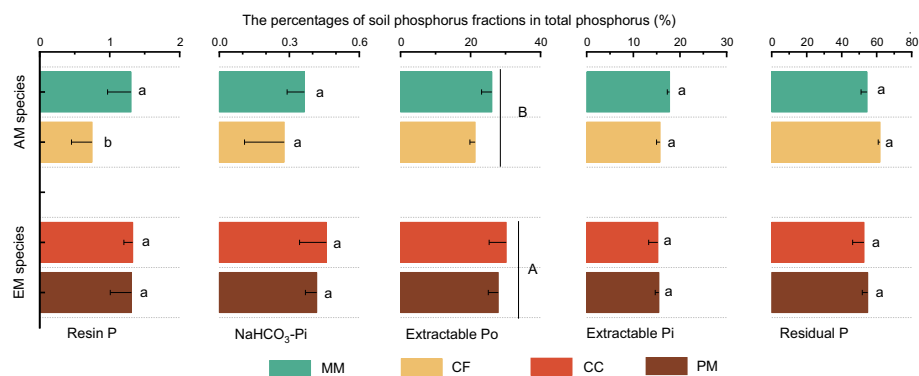 The percentages of soil phosphorus fractions in total phosphorus (%)
0 1 2 0.0 0.3 0.6 0 20 40 0 10 20 30 0 20 40 60 80
AM species
a a a a
B
b a a a
EM species
a a a a
A
a a a a
Resin P NaHCO₃-Pi Extractable Po Extractable Pi Residual P
MM CF CC PM